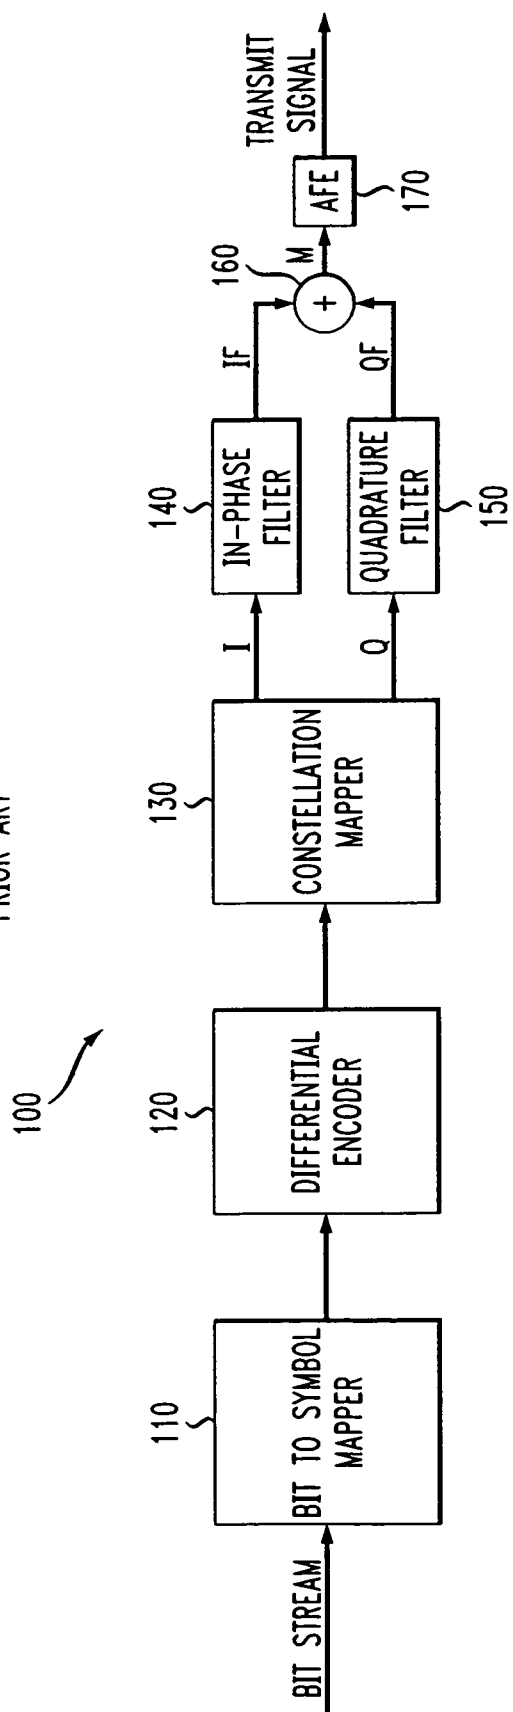 PRIOR ART
100
BIT STREAM
110
BIT TO SYMBOL
MAPPER
120
DIFFERENTIAL
ENCODER
130
CONSTELLATION
MAPPER
I
Q
140
IN-PHASE
FILTER
QUADRATURE
FILTER
150
IF
QF
160
+
M
AFE
170
TRANSMIT
SIGNAL